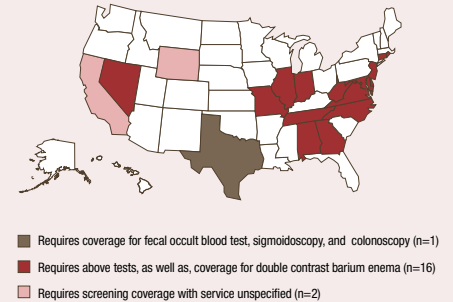 Requires coverage for fecal occult blood test, sigmoidoscopy, and colonoscopy (n=1)
Requires above tests, as well as, coverage for double contrast barium enema (n=16)
Requires screening coverage with service unspecified (n=2)